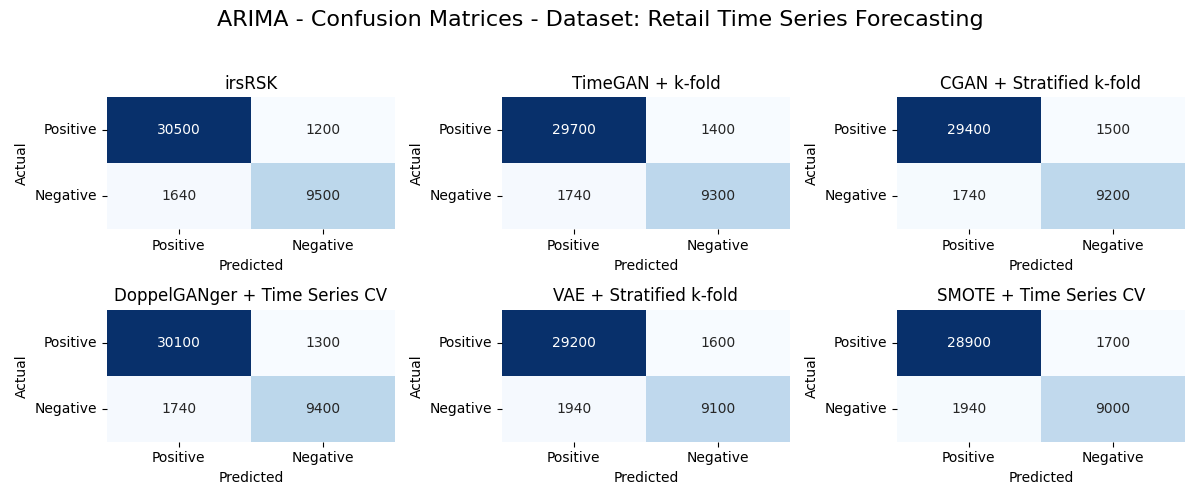 ARIMA - Confusion Matrices - Dataset: Retail Time Series Forecasting
irsRSK
Actual
Positive 30500 1200
Negative 1640 9500
Positive Negative
Predicted
TimeGAN + k-fold
Actual
Positive 29700 1400
Negative 1740 9300
Positive Negative
Predicted
CGAN + Stratified k-fold
Actual
Positive 29400 1500
Negative 1740 9200
Positive Negative
Predicted
DoppelGANger + Time Series CV
Actual
Positive 30100 1300
Negative 1740 9400
Positive Negative
Predicted
VAE + Stratified k-fold
Actual
Positive 29200 1600
Negative 1940 9100
Positive Negative
Predicted
SMOTE + Time Series CV
Actual
Positive 28900 1700
Negative 1940 9000
Positive Negative
Predicted